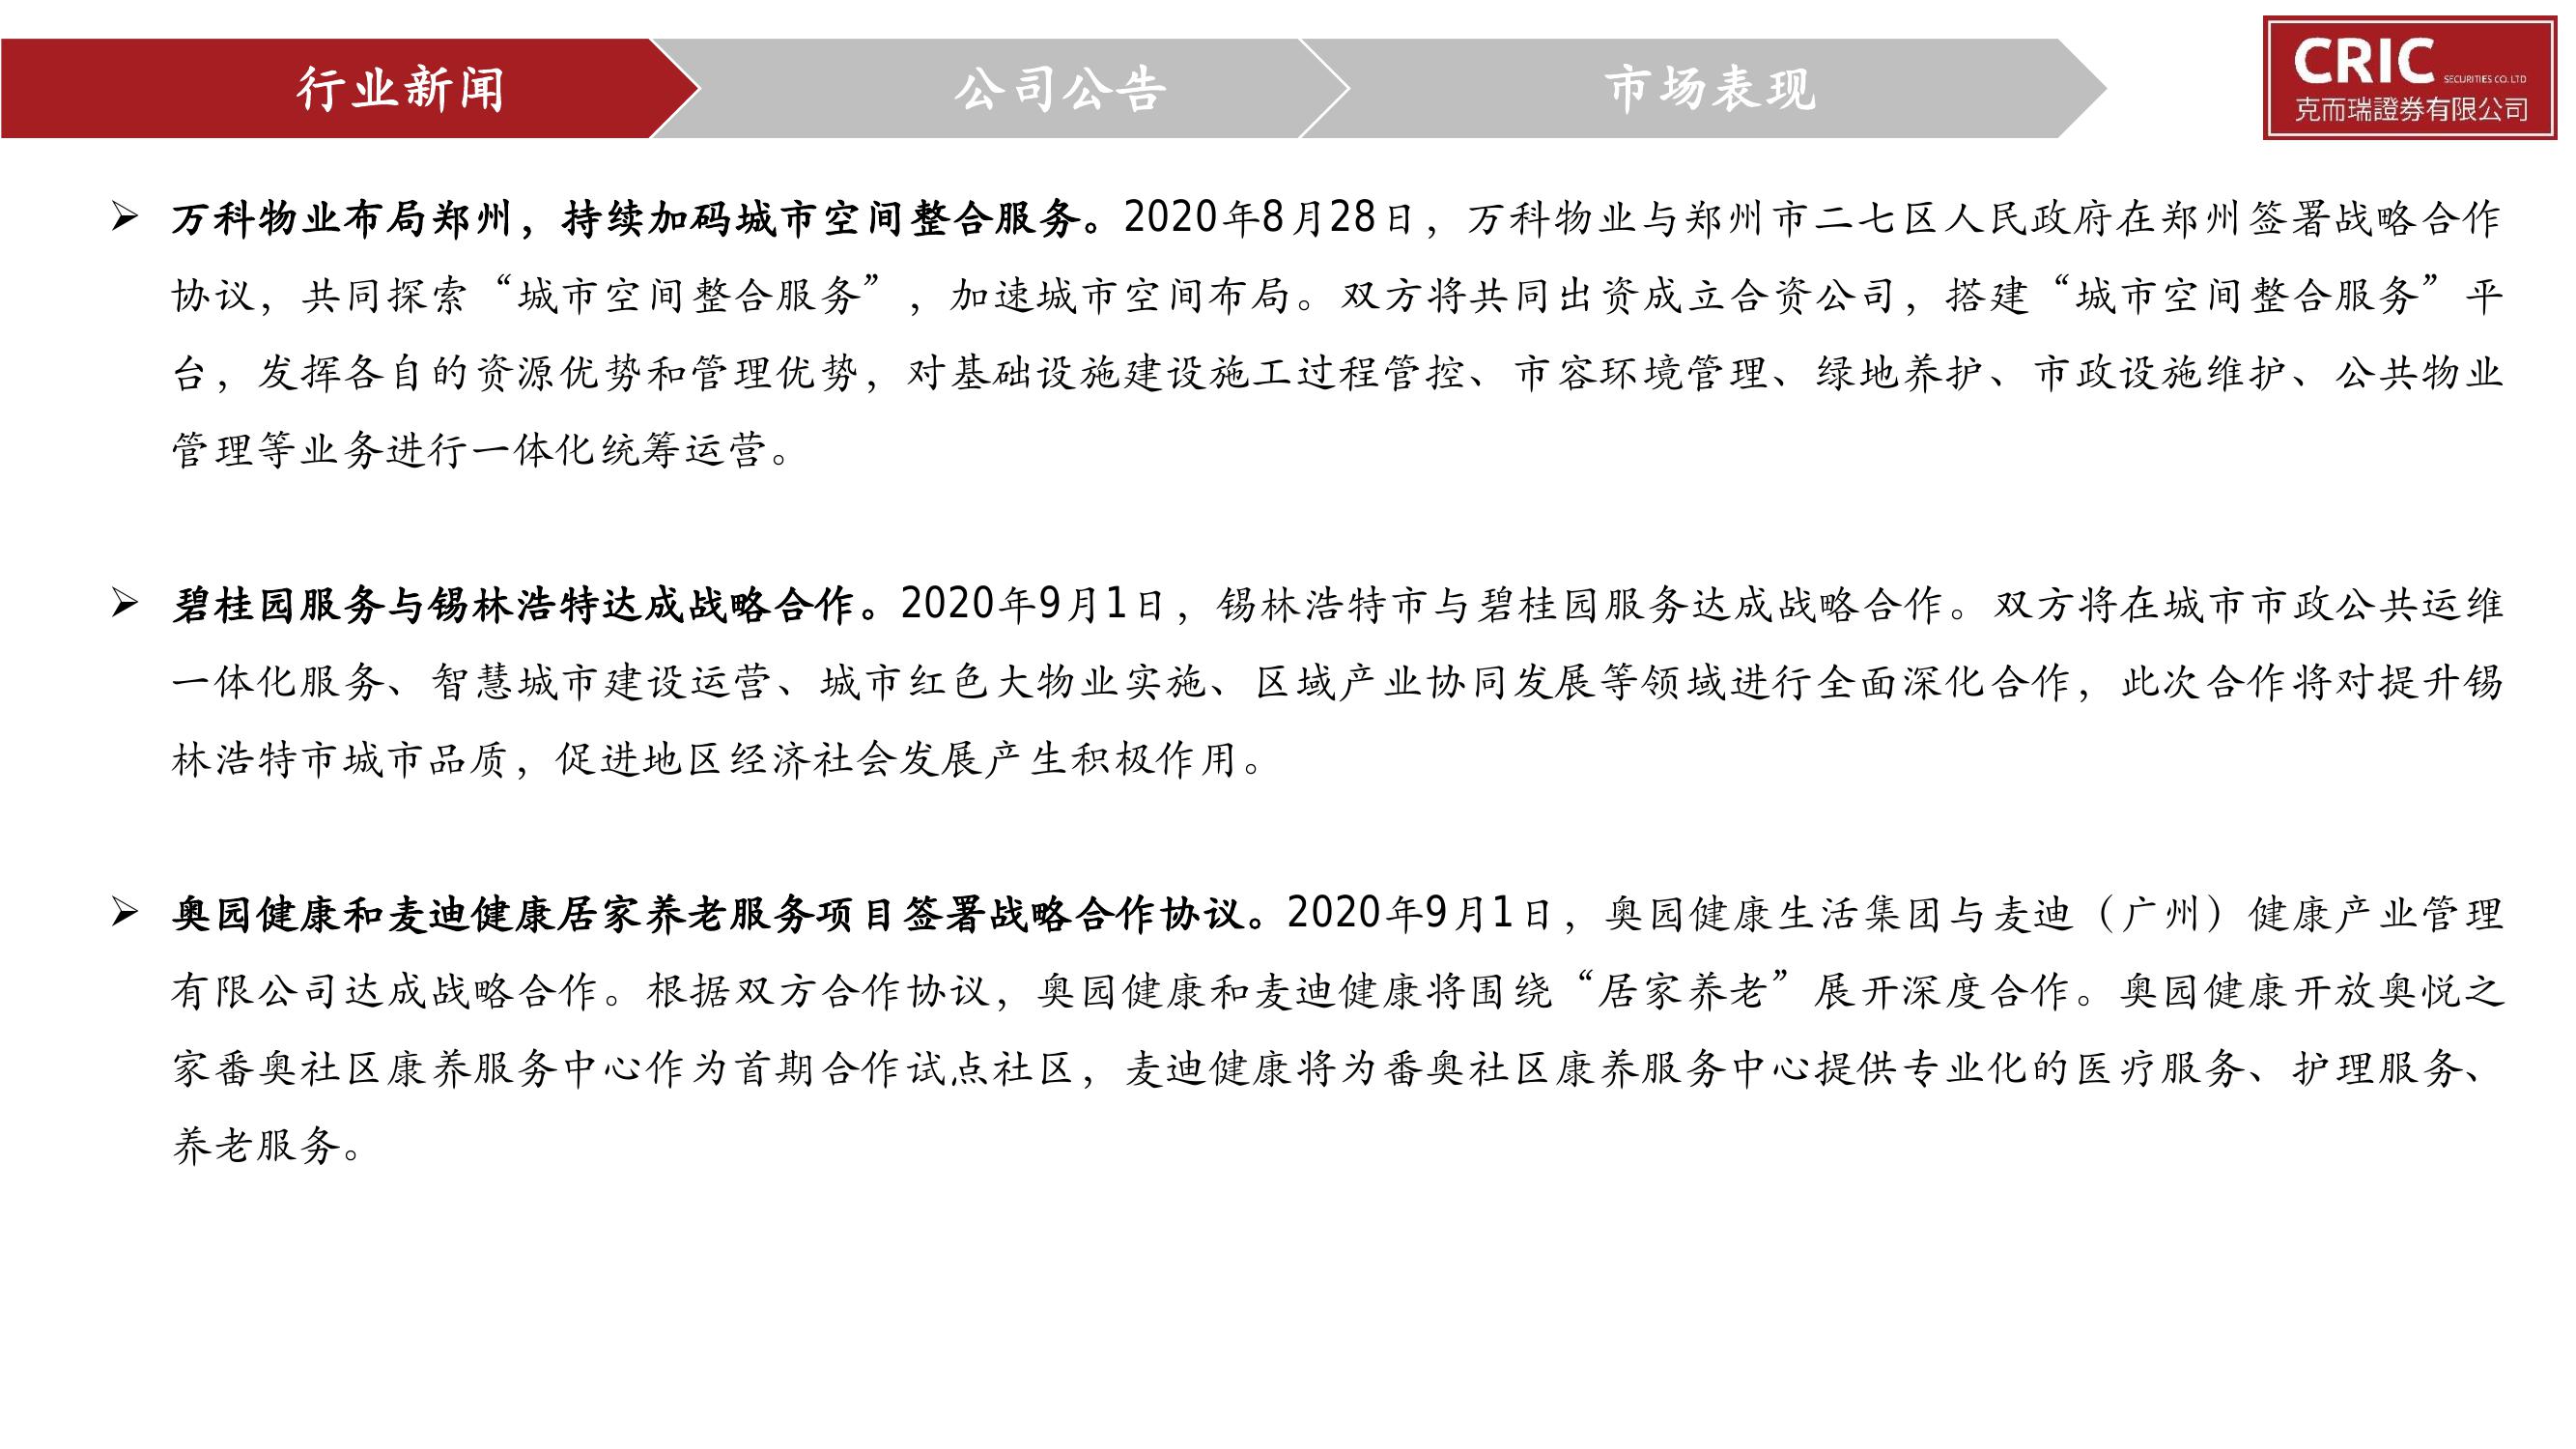 行业新闻
公司公告
市场表现
CRIC SECURITIES CO. LTD
克而瑞證券有限公司
➢ 万科物业布局郑州，持续加码城市空间整合服务。2020年8月28日，万科物业与郑州市二七区人民政府在郑州签署战略合作
协议，共同探索“城市空间整合服务”，加速城市空间布局。双方将共同出资成立合资公司，搭建“城市空间整合服务”平
台，发挥各自的资源优势和管理优势，对基础设施建设施工过程管控、市容环境管理、绿地养护、市政设施维护、公共物业
管理等业务进行一体化统筹运营。
➢ 碧桂园服务与锡林浩特达成战略合作。2020年9月1日，锡林浩特市与碧桂园服务达成战略合作。双方将在城市市政公共运维
一体化服务、智慧城市建设运营、城市红色大物业实施、区域产业协同发展等领域进行全面深化合作，此次合作将对提升锡
林浩特市城市品质，促进地区经济社会发展产生积极作用。
➢ 奥园健康和麦迪健康居家养老服务项目签署战略合作协议。2020年9月1日，奥园健康生活集团与麦迪（广州）健康产业管理
有限公司达成战略合作。根据双方合作协议，奥园健康和麦迪健康将围绕“居家养老”展开深度合作。奥园健康开放奥悦之
家番奥社区康养服务中心作为首期合作试点社区，麦迪健康将为番奥社区康养服务中心提供专业化的医疗服务、护理服务、
养老服务。